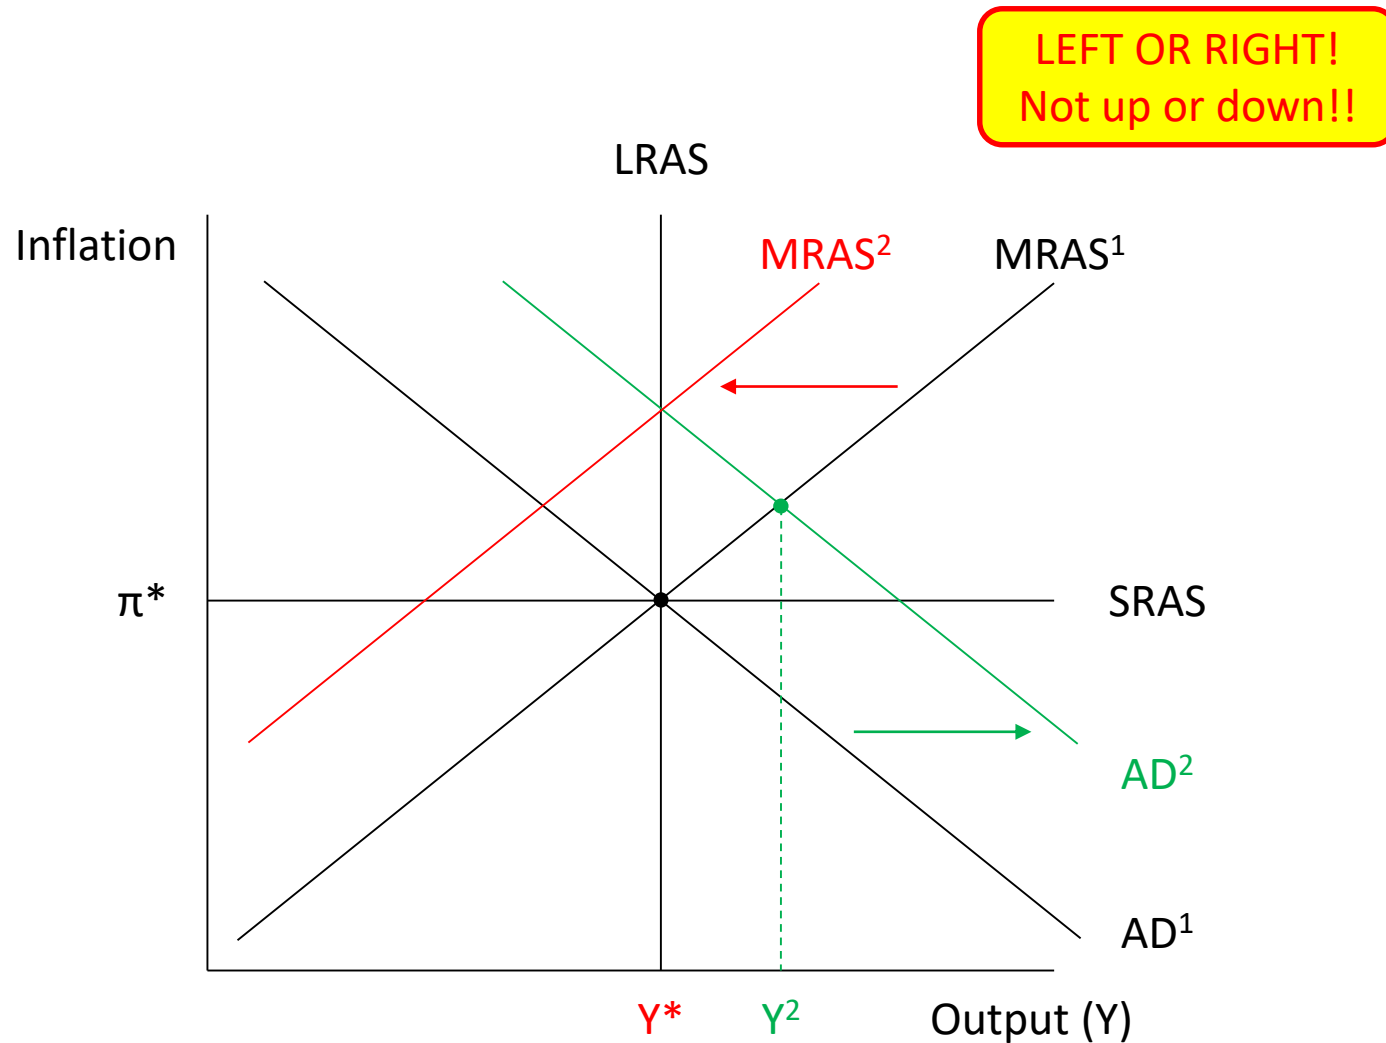 LEFT OR RIGHT!
Not up or down!!
LRAS
Inflation
MRAS²
MRAS¹
π*
SRAS
AD²
AD¹
Y*
Y²
Output (Y)